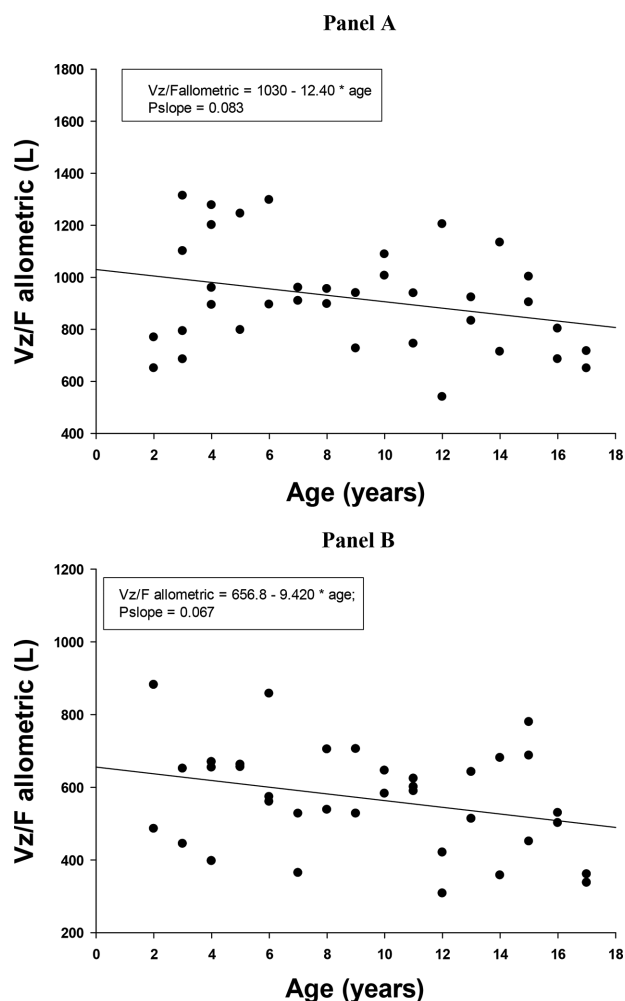 Panel A
Vz/Fallometric = 1030 - 12.40 * age
Pslope = 0.083
Vz/F allometric (L)
1800
1600
1400
1200
1000
800
600
400
0 2 4 6 8 10 12 14 16 18
Age (years)
Panel B
Vz/F allometric = 656.8 - 9.420 * age;
Pslope = 0.067
Vz/F allometric (L)
1200
1000
800
600
400
200
0 2 4 6 8 10 12 14 16 18
Age (years)